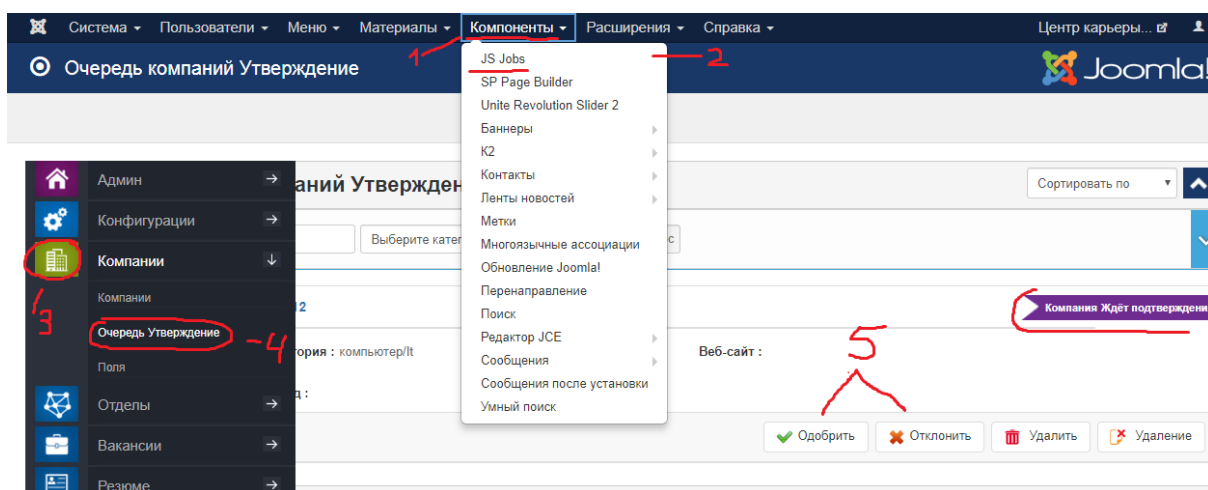 Система Пользователи Меню Материалы Компоненты Расширения Справка Центр карьеры...
1
2
Очередь компаний Утверждение
Joomla!
JS Jobs
SP Page Builder
Unite Revolution Slider 2
Баннеры
K2
Контакты
Ленты новостей
Метки
Многоязычные ассоциации
Обновление Joomla!
Перенаправление
Поиск
Редактор JCE
Сообщения
Сообщения после установки
Умный поиск
Админ
Конфигурации
Компании
Компании
Очередь Утверждение
Поля
Отделы
Вакансии
Резюме
3
4
аний Утвержден
Сортировать по
Выберите катег
с
12
Компания Ждёт подтверждени
тория : компьютер/It
Веб-сайт :
д :
5
Одобрить Отклонить Удалить Удаление